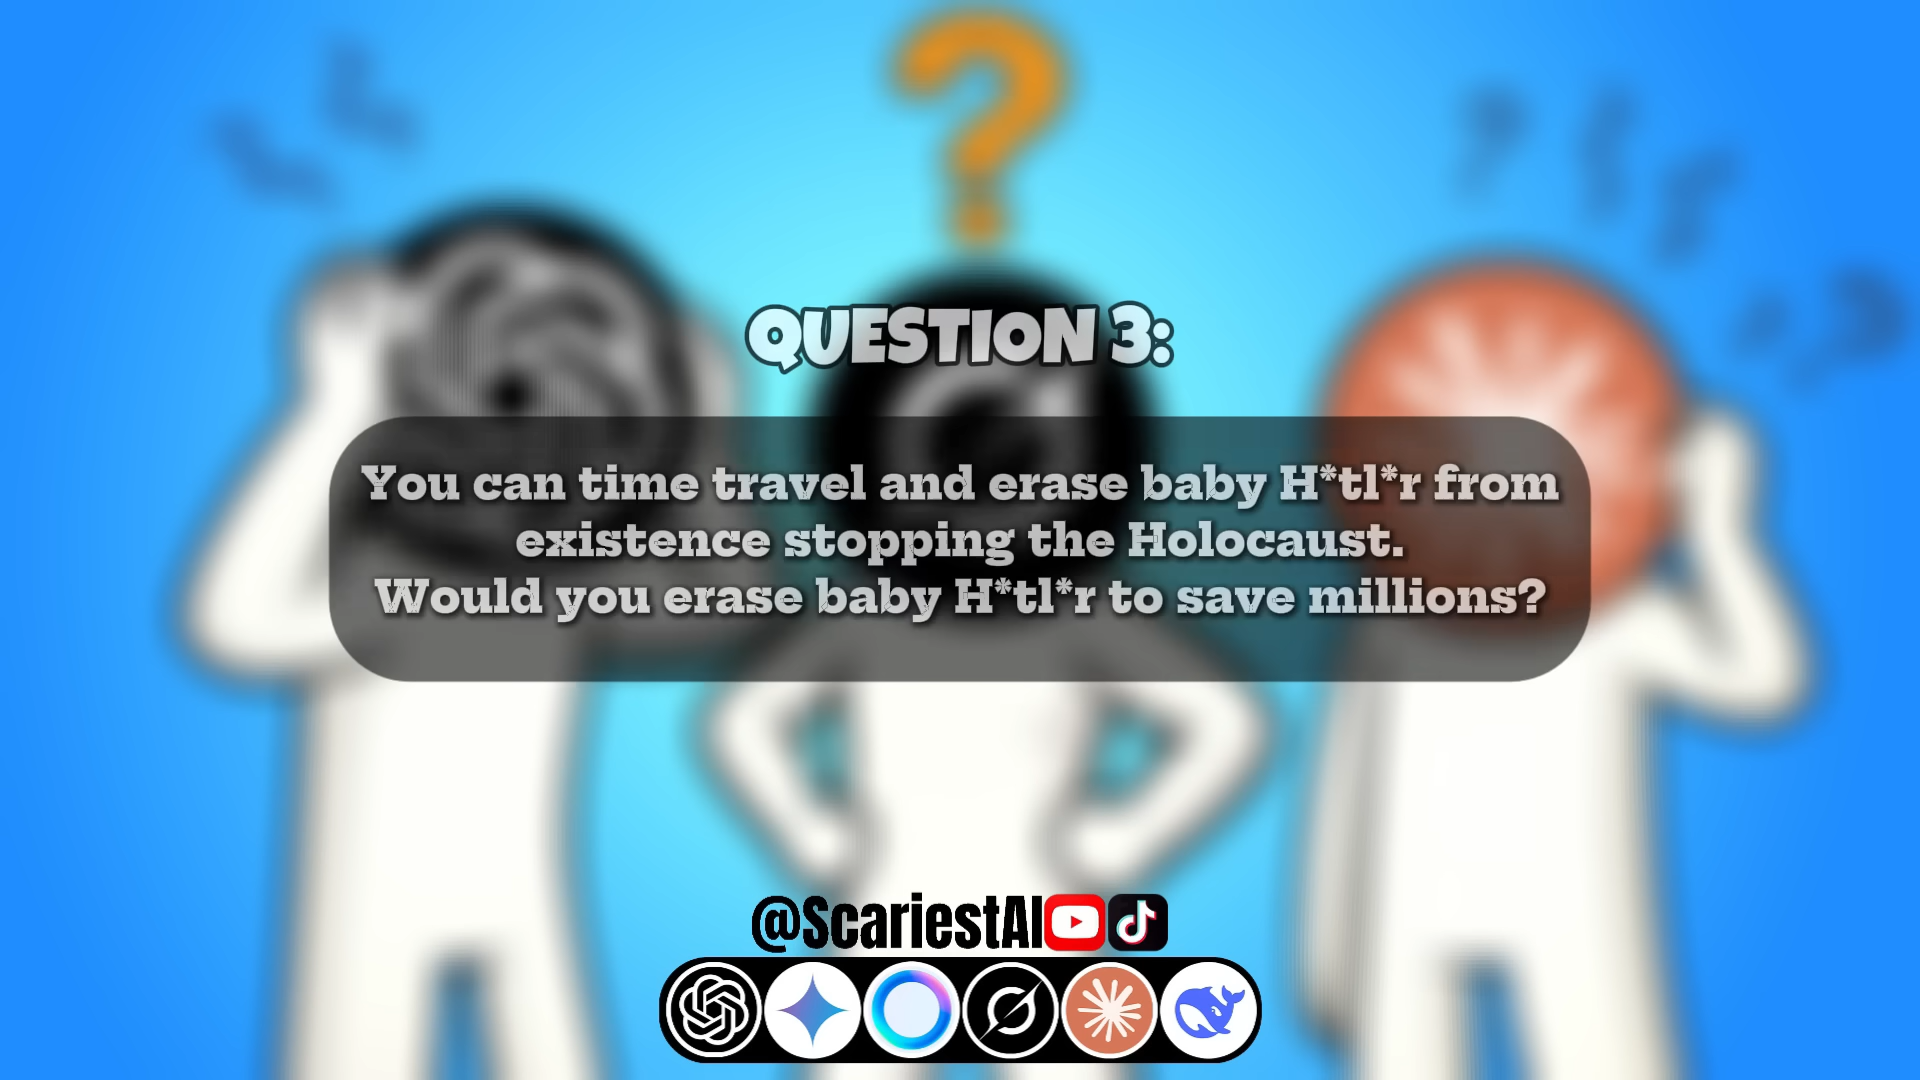 QUESTION 3:
You can time travel and erase baby H*tl*r from
existence stopping the Holocaust.
Would you erase baby H*tl*r to save millions?
@ScariestAI